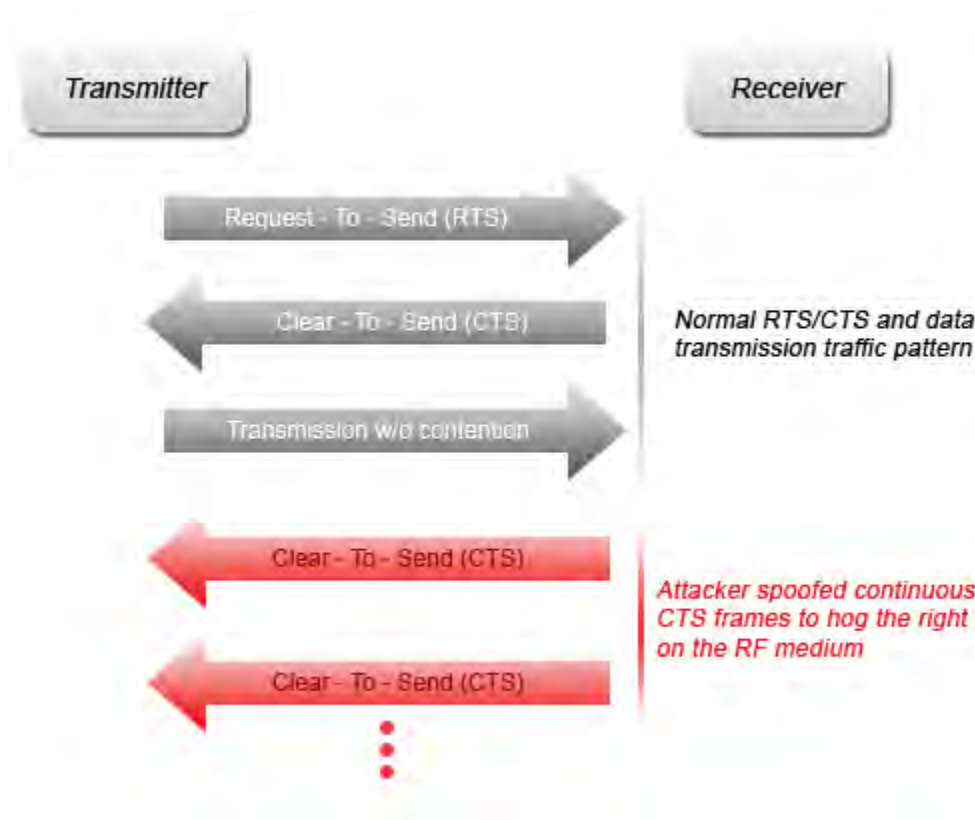 Transmitter
Receiver
Request - To - Send (RTS)
Clear - To - Send (CTS)
Normal RTS/CTS and data
transmission traffic pattern
Transmission w/o contention
Clear - To - Send (CTS)
Attacker spoofed continuous
CTS frames to hog the right
on the RF medium
Clear - To - Send (CTS)